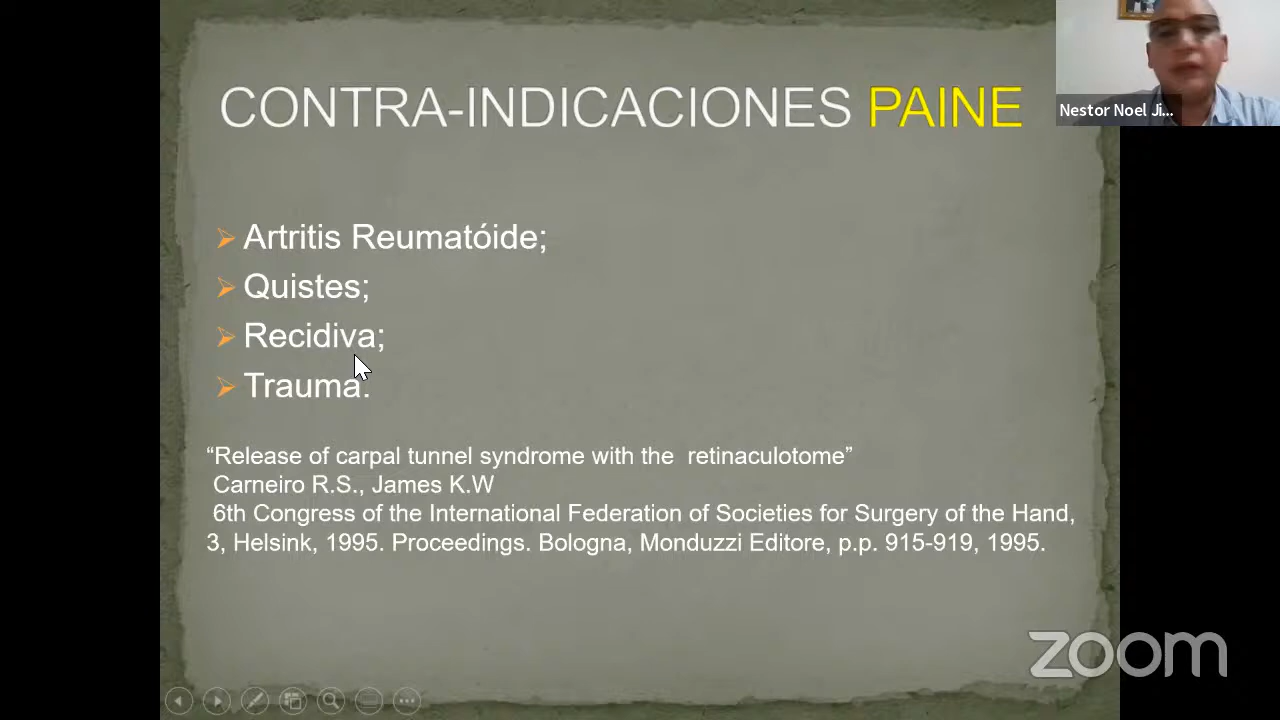 CONTRA-INDICACIONES PAINE
Nestor Noel Ji...
Artritis Reumatóide;
Quistes;
Recidiva;
Trauma.
“Release of carpal tunnel syndrome with the  retinaculotome”
Carneiro R.S., James K.W
6th Congress of the International Federation of Societies for Surgery of the Hand,
3, Helsink, 1995. Proceedings. Bologna, Monduzzi Editore, p.p. 915-919, 1995.
zoom